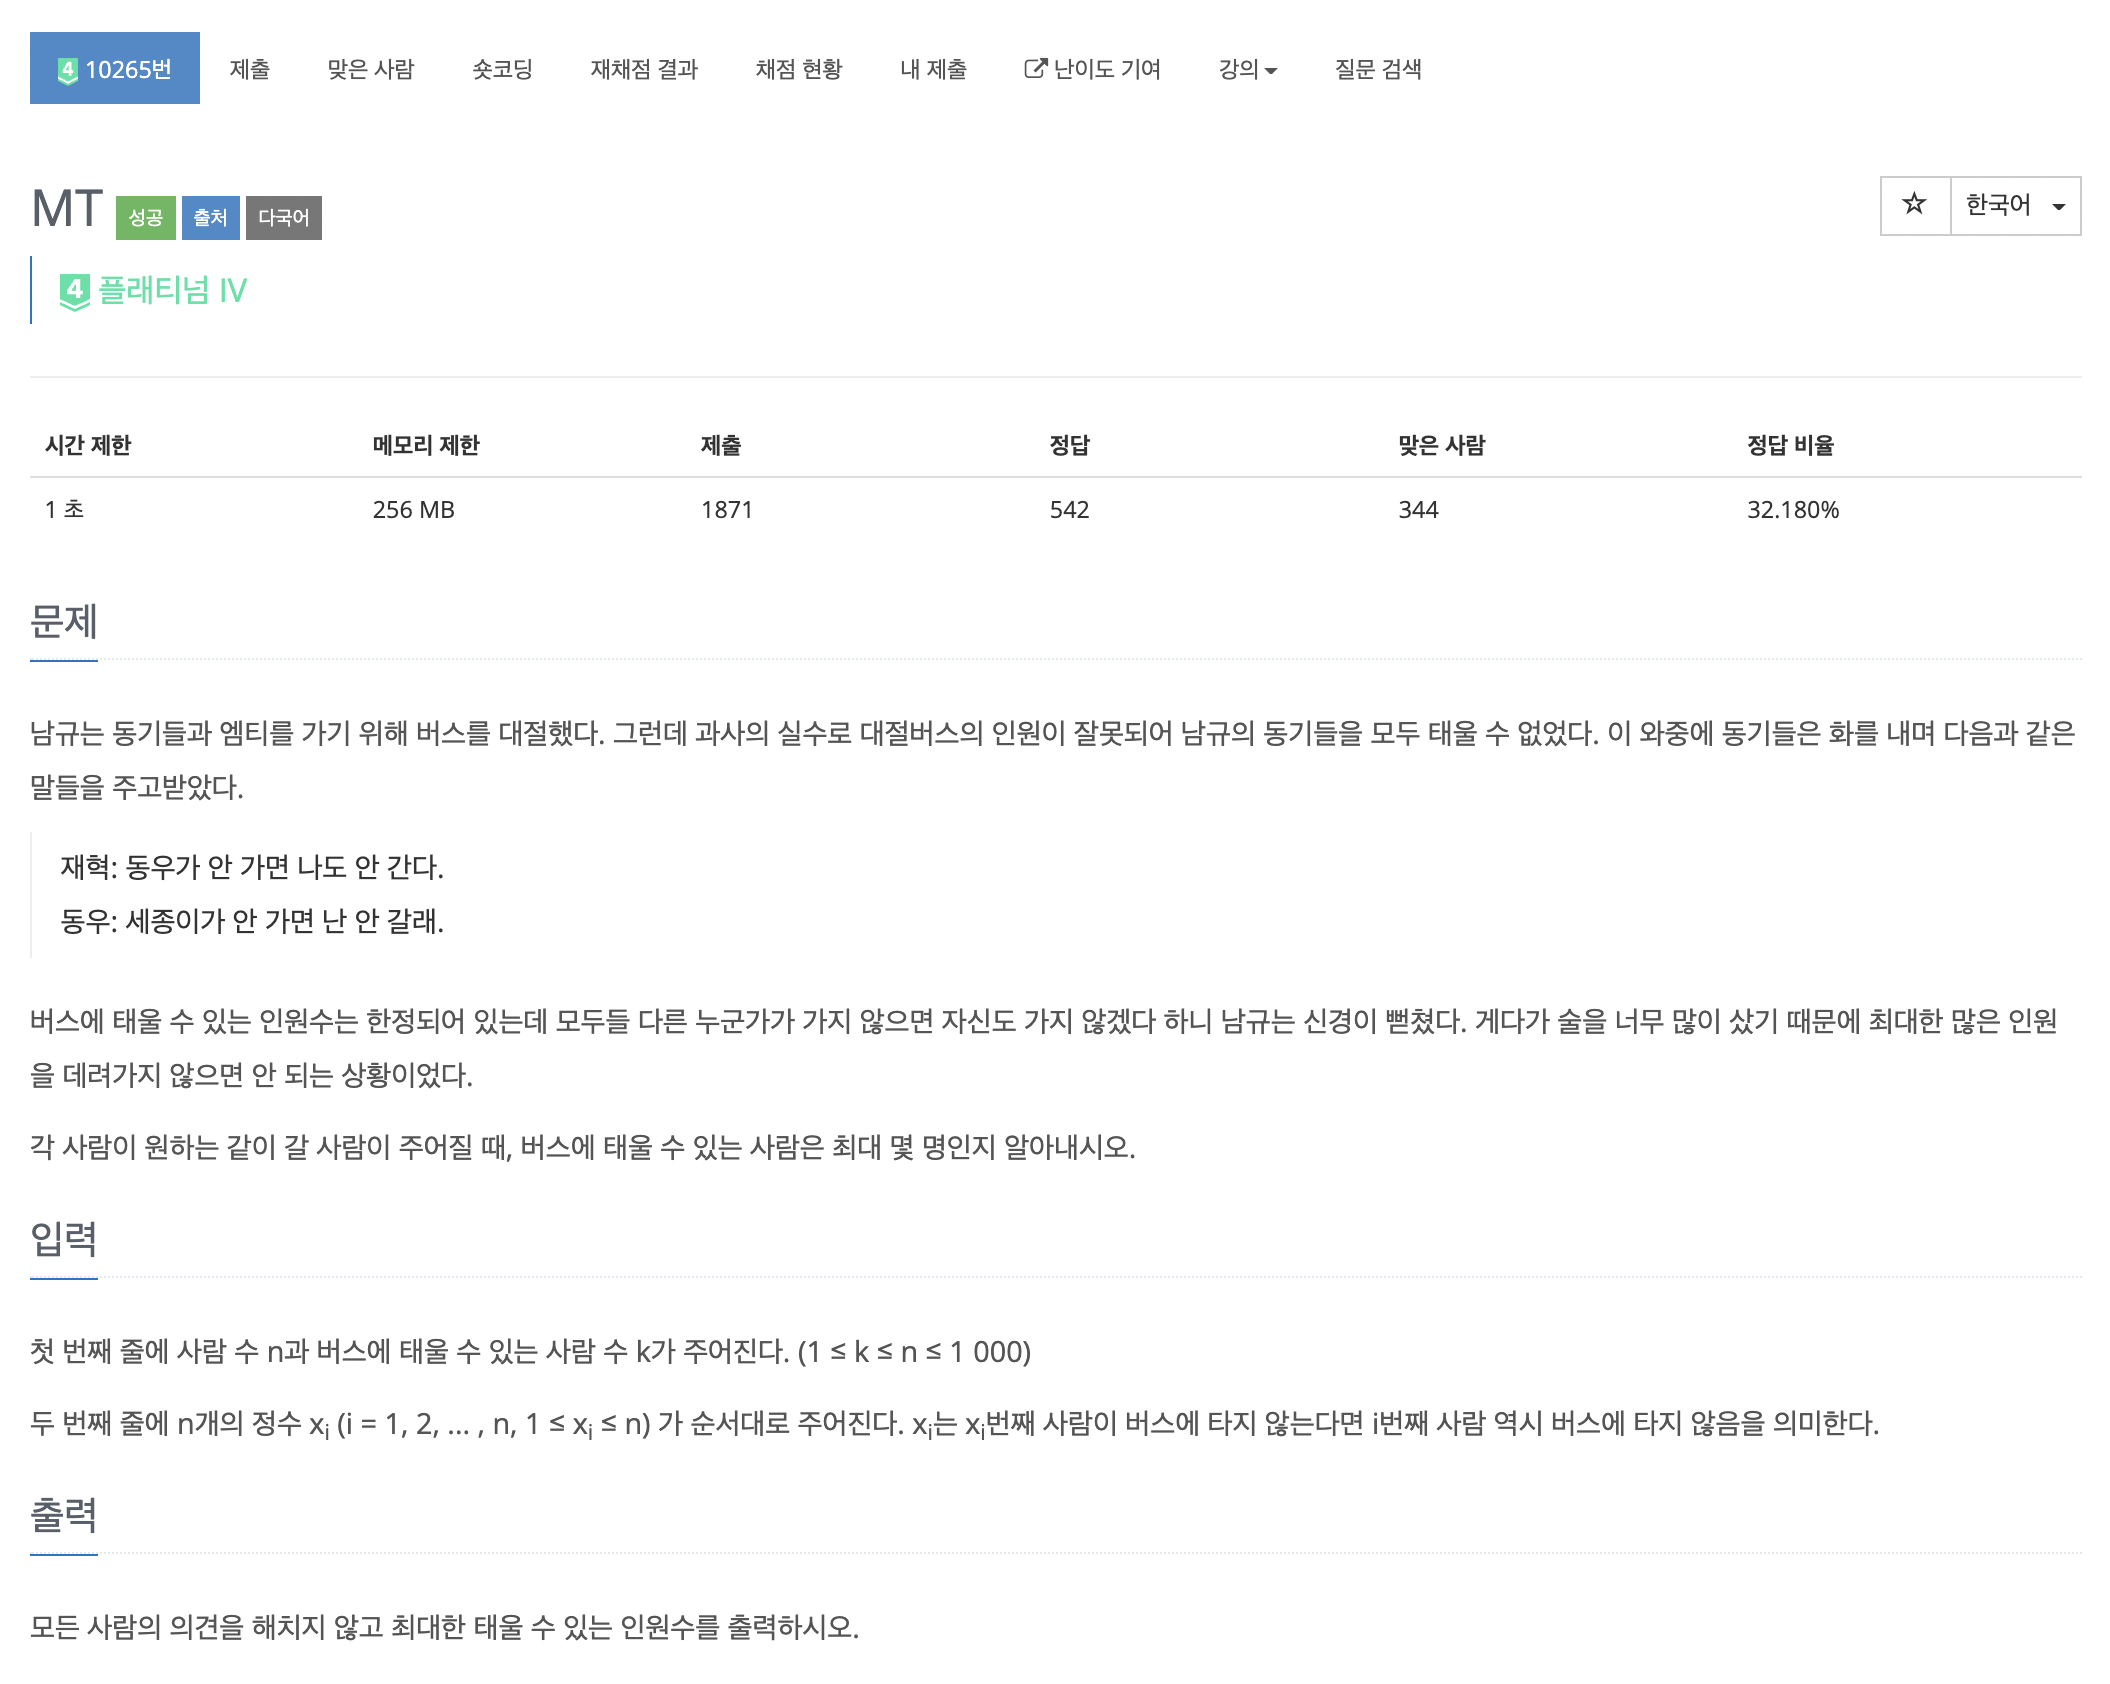 4 10265번 제출 맞은 사람 숏코딩 재채점 결과 채점 현황 내 제출 난이도 기여 강의 질문 검색
MT 성공 출처 다국어 ☆ 한국어
4 플래티넘 IV
시간 제한 메모리 제한 제출 정답 맞은 사람 정답 비율
1 초 256 MB 1871 542 344 32.180%
문제
남규는 동기들과 엠티를 가기 위해 버스를 대절했다. 그런데 과사의 실수로 대절버스의 인원이 잘못되어 남규의 동기들을 모두 태울 수 없었다. 이 와중에 동기들은 화를 내며 다음과 같은
말들을 주고받았다.
재혁: 동우가 안 가면 나도 안 간다.
동우: 세종이가 안 가면 난 안 갈래.
버스에 태울 수 있는 인원수는 한정되어 있는데 모두들 다른 누군가가 가지 않으면 자신도 가지 않겠다 하니 남규는 신경이 뻗쳤다. 게다가 술을 너무 많이 샀기 때문에 최대한 많은 인원
을 데려가지 않으면 안 되는 상황이었다.
각 사람이 원하는 같이 갈 사람이 주어질 때, 버스에 태울 수 있는 사람은 최대 몇 명인지 알아내시오.
입력
첫 번째 줄에 사람 수 n과 버스에 태울 수 있는 사람 수 k가 주어진다. (1 ≤ k ≤ n ≤ 1 000)
두 번째 줄에 n개의 정수 xi (i = 1, 2, ... , n, 1 ≤ xi ≤ n) 가 순서대로 주어진다. xi는 xi번째 사람이 버스에 타지 않는다면 i번째 사람 역시 버스에 타지 않음을 의미한다.
출력
모든 사람의 의견을 해치지 않고 최대한 태울 수 있는 인원수를 출력하시오.